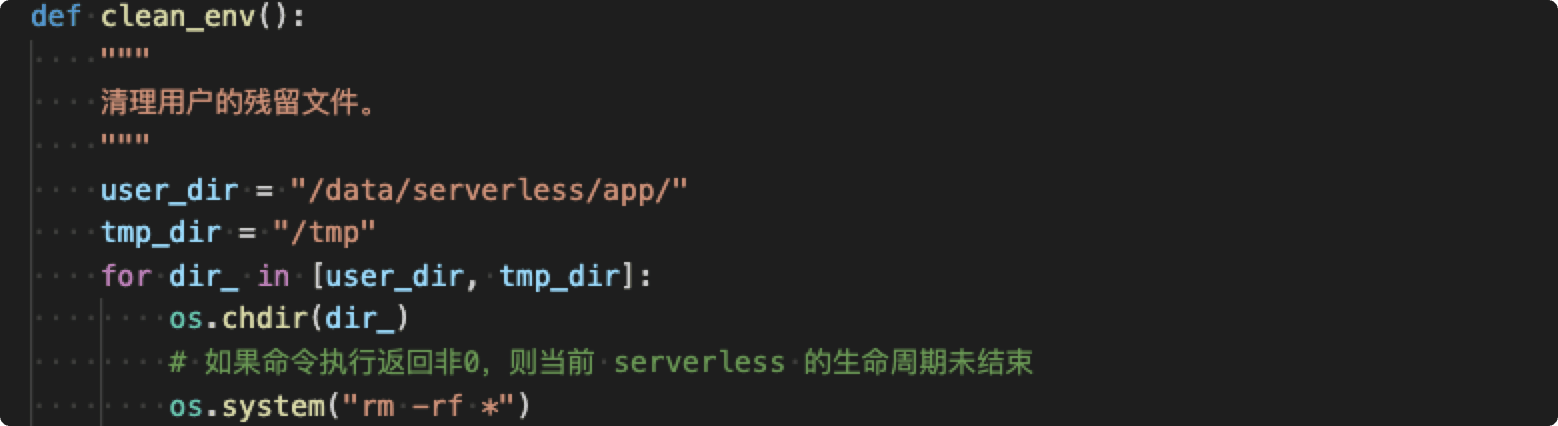 def clean_env():
    """
    清理用户的残留文件。
    """
    user_dir = "/data/serverless/app/"
    tmp_dir = "/tmp"
    for dir_ in [user_dir, tmp_dir]:
        os.chdir(dir_)
        # 如果命令执行返回非0，则当前 serverless 的生命周期未结束
        os.system("rm -rf *")